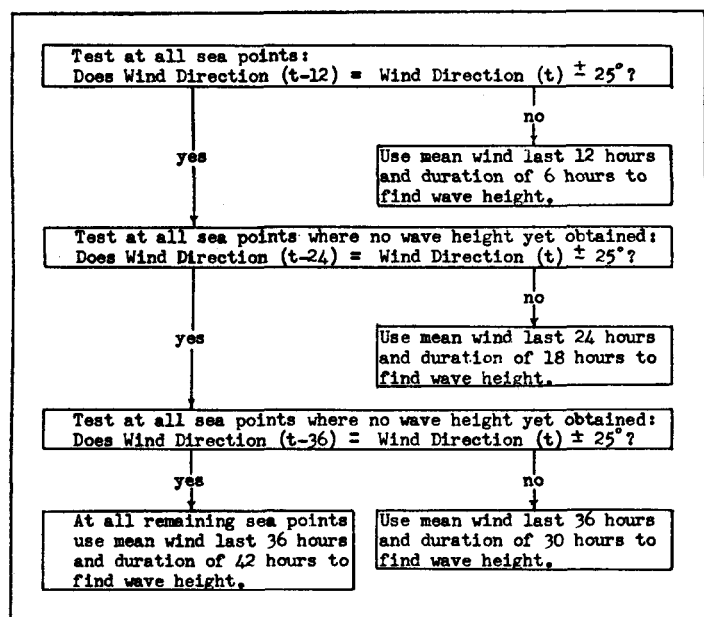 Test at all sea points:
Does Wind Direction (t-12) = Wind Direction (t) ± 25°?
no
yes
Use mean wind last 12 hours
and duration of 6 hours to
find wave height.
Test at all sea points where no wave height yet obtained:
Does Wind Direction (t-24) = Wind Direction (t) ± 25°?
no
yes
Use mean wind last 24 hours
and duration of 18 hours to
find wave height.
Test at all sea points where no wave height yet obtained:
Does Wind Direction (t-36) = Wind Direction (t) ± 25°?
yes
no
At all remaining sea points
use mean wind last 36 hours
and duration of 42 hours to
find wave height.
Use mean wind last 36 hours
and duration of 30 hours to
find wave height.